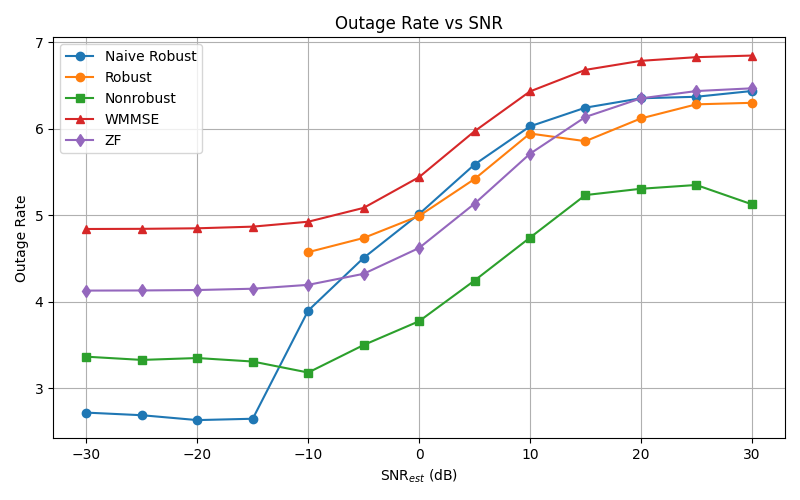 Outage Rate vs SNR
Naive Robust
Robust
Nonrobust
WMMSE
ZF
Outage Rate
7
6
5
4
3
−30 −20 −10 0 10 20 30
SNR_est (dB)